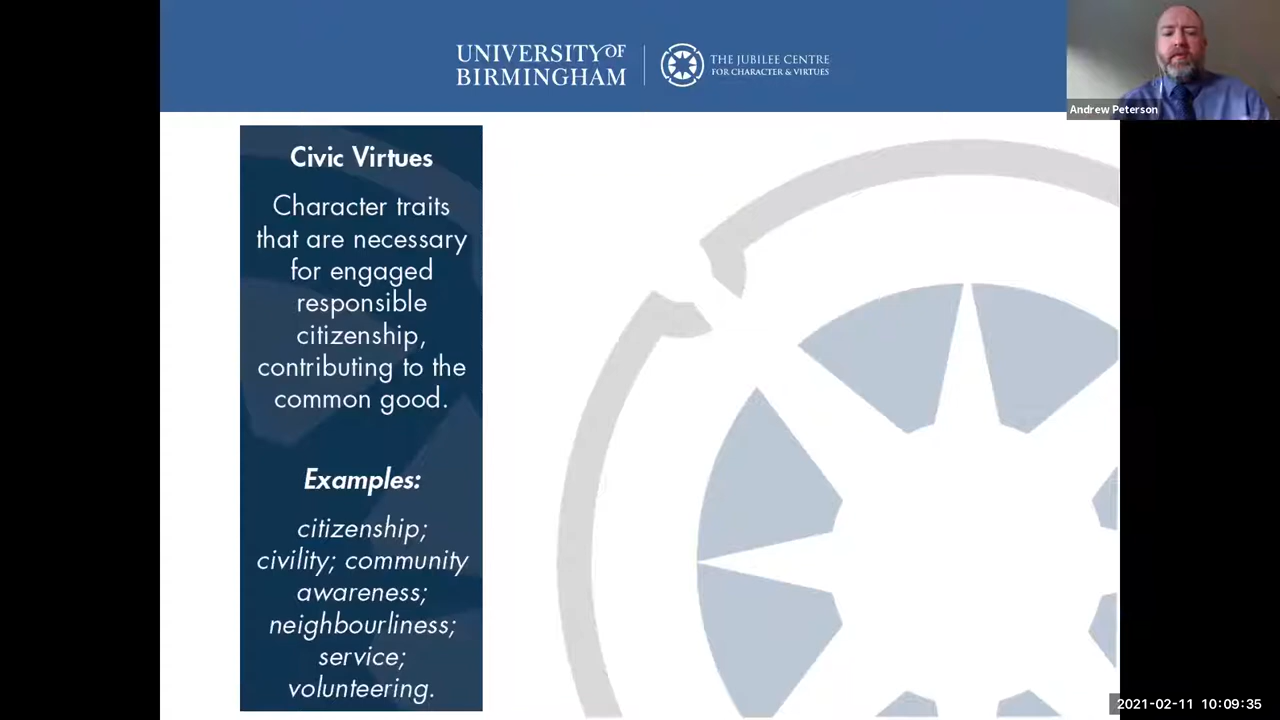 UNIVERSITY OF
BIRMINGHAM
THE JUBILEE CENTRE
FOR CHARACTER & VIRTUES
Andrew Peterson
Civic Virtues
Character traits
that are necessary
for engaged
responsible
citizenship,
contributing to the
common good.
Examples:
citizenship;
civility; community
awareness;
neighbourliness;
service;
volunteering.
2021-02-11 10:09:35